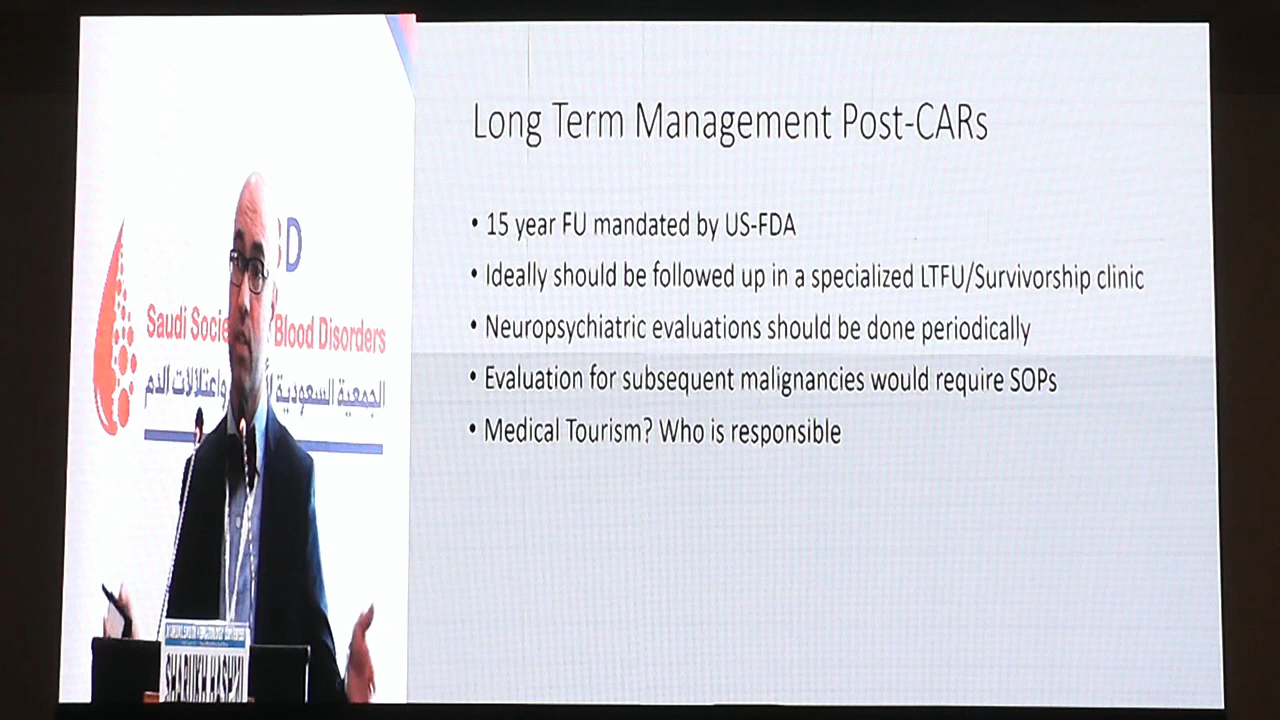 Long Term Management Post-CARs
• 15 year FU mandated by US-FDA
• Ideally should be followed up in a specialized LTFU/Survivorship clinic
• Neuropsychiatric evaluations should be done periodically
• Evaluation for subsequent malignancies would require SOPs
• Medical Tourism? Who is responsible
D
Saudi Blood Disorders
الجمعية السعودية واعتلالات الدم